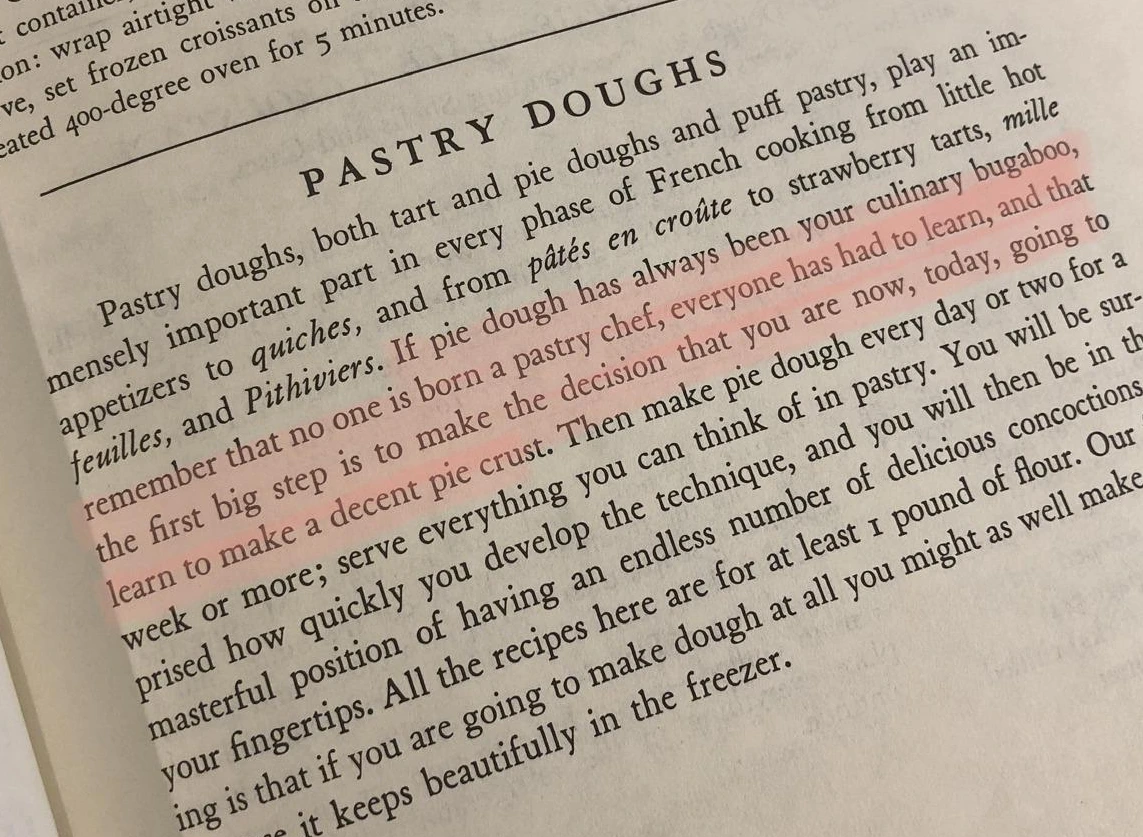 contain
on: wrap airtight
ve, set frozen croissants on
eated 400-degree oven for 5 minutes.
PASTRY DOUGHS
Pastry doughs, both tart and pie doughs and puff pastry, play an im-
mensely important part in every phase of French cooking from little hot
appetizers to quiches, and from pâtés en croûte to strawberry tarts, mille
feuilles, and Pithiviers. If pie dough has always been your culinary bugaboo,
remember that no one is born a pastry chef, everyone has had to learn, and that
the first big step is to make the decision that you are now, today, going to
learn to make a decent pie crust. Then make pie dough every day or two for a
week or more; serve everything you can think of in pastry. You will be sur-
prised how quickly you develop the technique, and you will then be in th
masterful position of having an endless number of delicious concoctions
your fingertips. All the recipes here are for at least 1 pound of flour. Our
ing is that if you are going to make dough at all you might as well make
it keeps beautifully in the freezer.